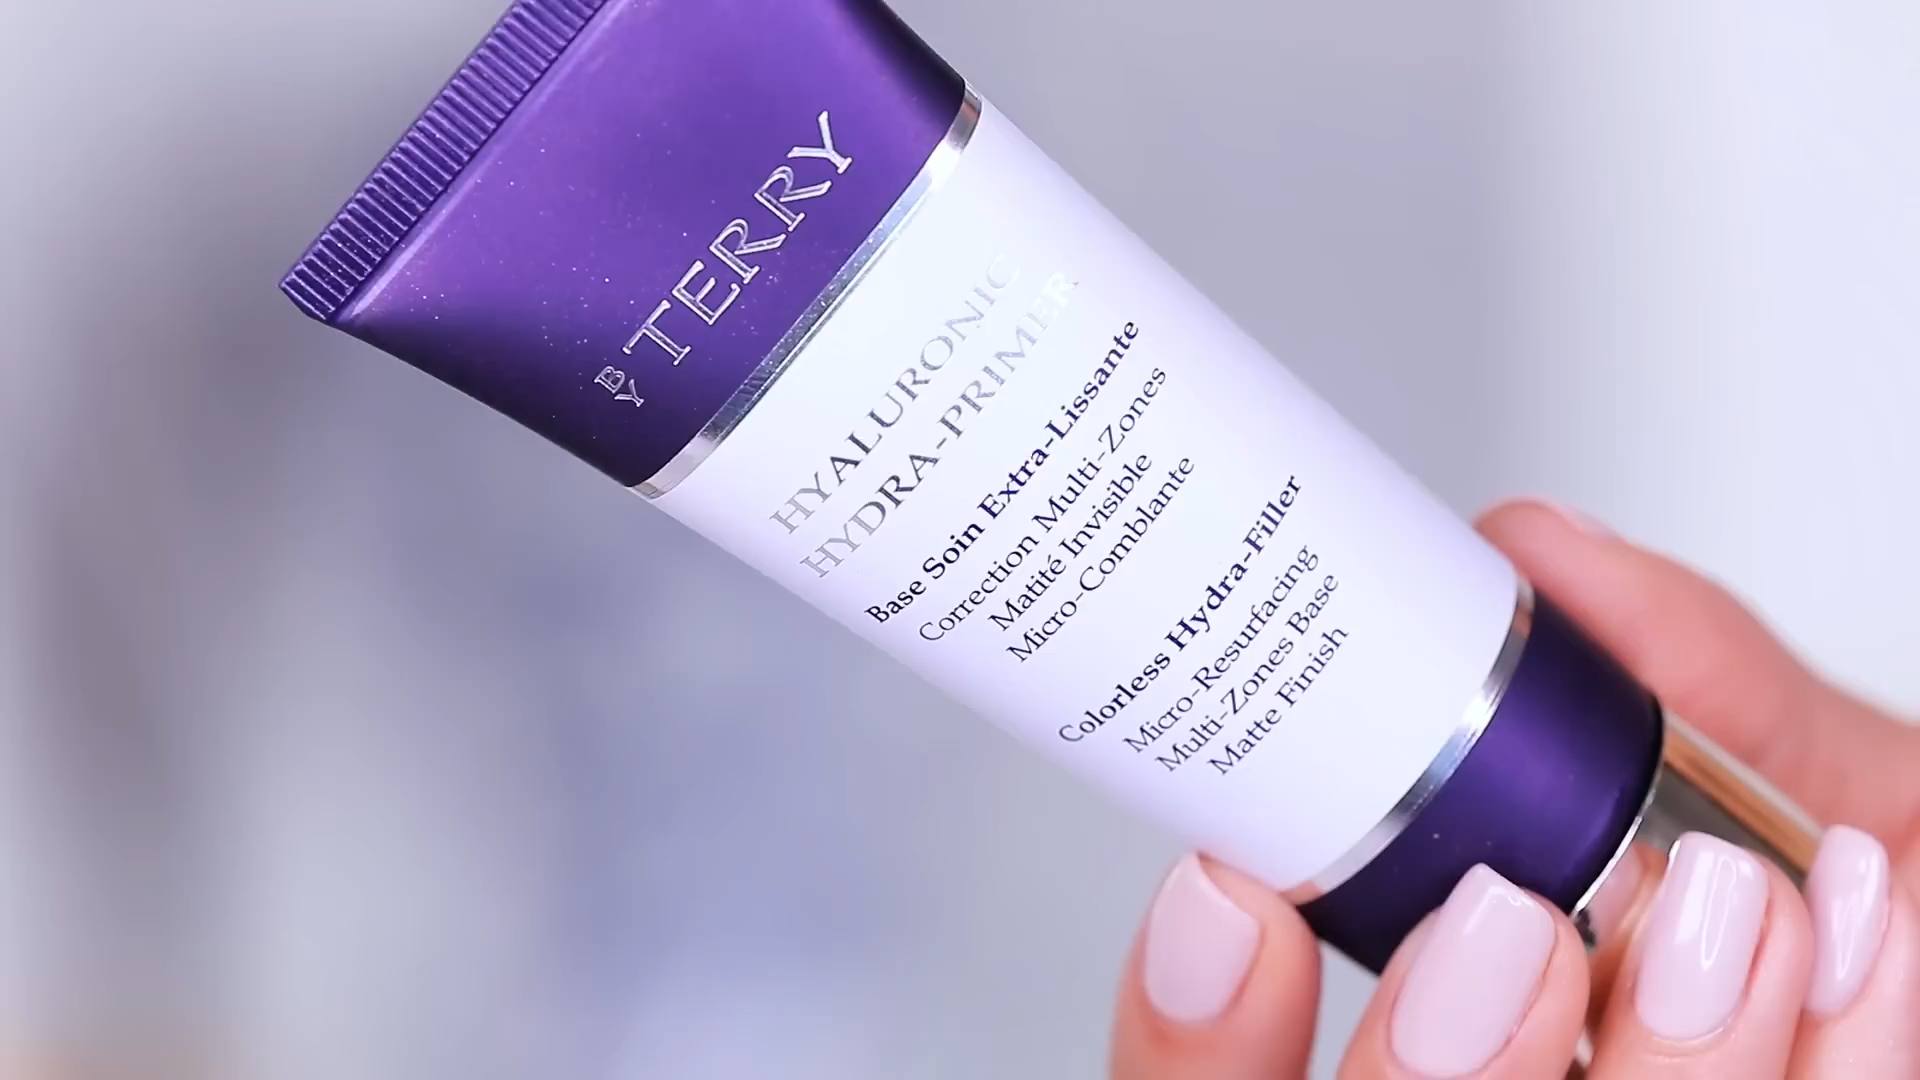 BY TERRY
HYALURONIC
HYDRA-PRIMER
Base Soin Extra-Lissante
Correction Multi-Zones
Matité Invisible
Micro-Comblante
Colorless Hydra-Filler
Micro-Resurfacing
Multi-Zones Base
Matte Finish